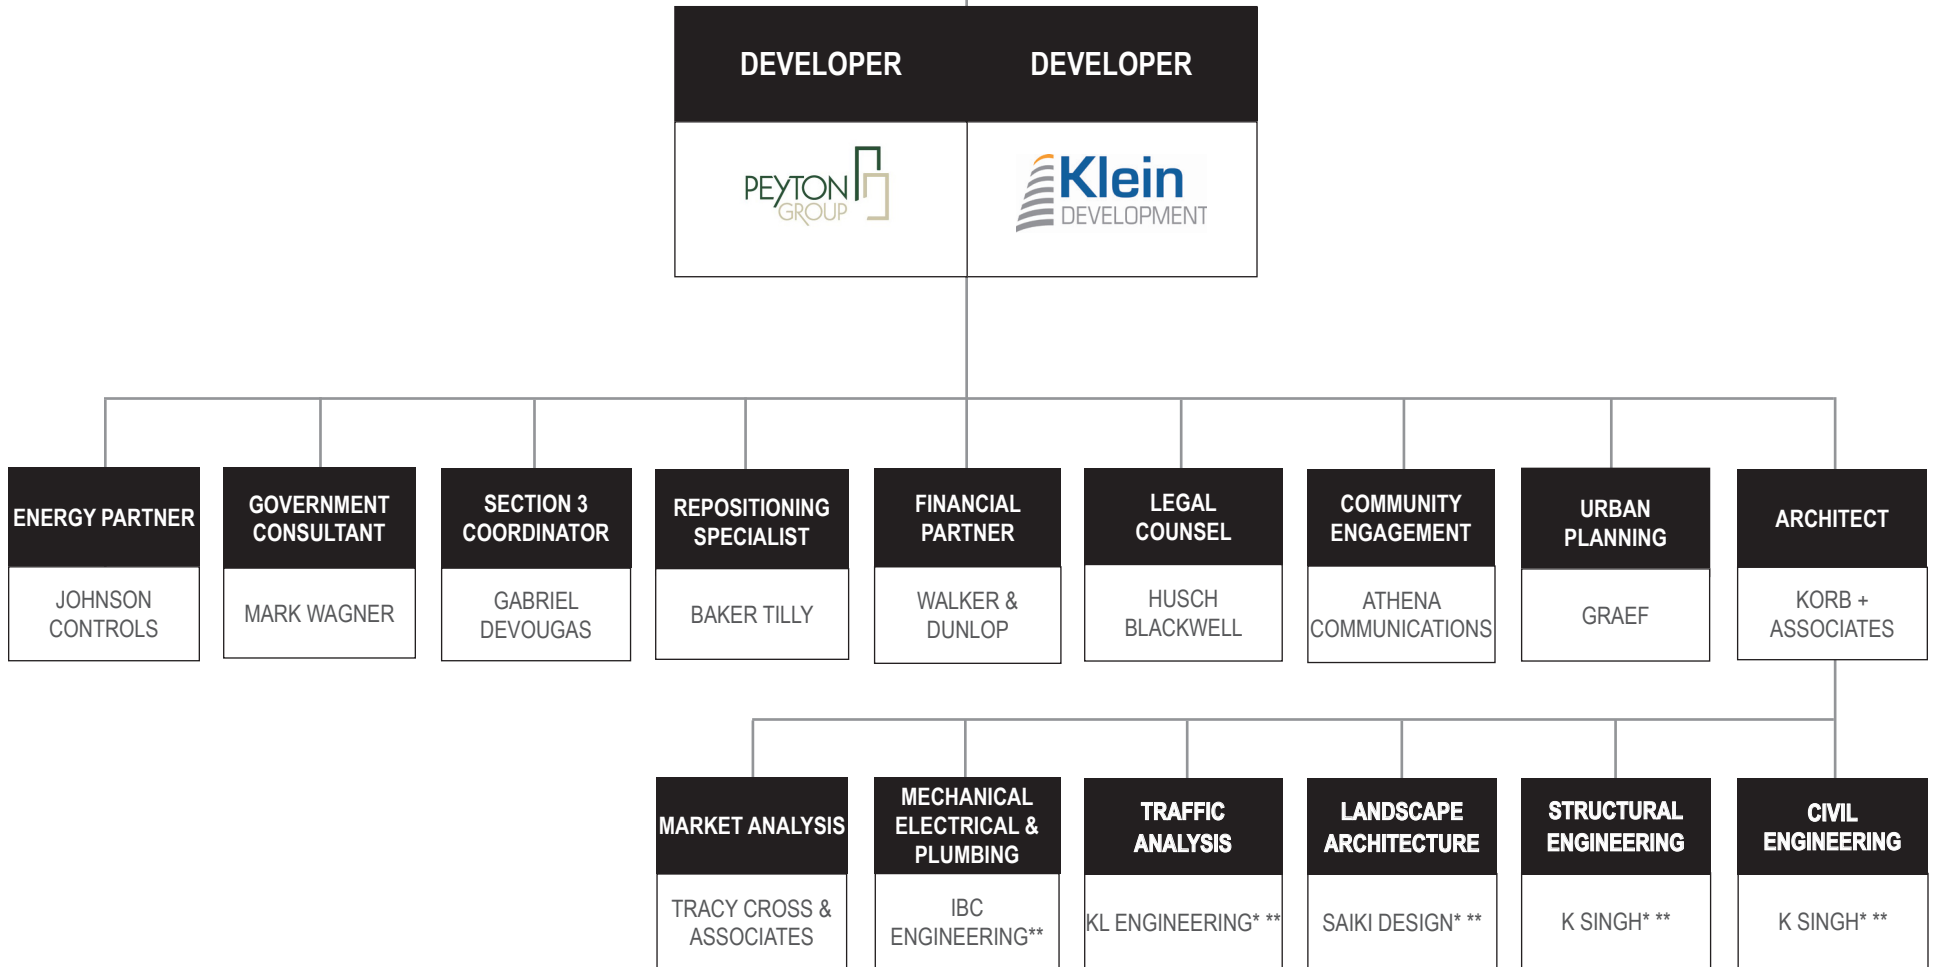 DEVELOPER DEVELOPER
PEYTON
GROUP
Klein
DEVELOPMENT
ENERGY PARTNER
JOHNSON
CONTROLS
GOVERNMENT
CONSULTANT
MARK WAGNER
SECTION 3
COORDINATOR
GABRIEL
DEVOUGAS
REPOSITIONING
SPECIALIST
BAKER TILLY
FINANCIAL
PARTNER
WALKER &
DUNLOP
LEGAL
COUNSEL
HUSCH
BLACKWELL
COMMUNITY
ENGAGEMENT
ATHENA
COMMUNICATIONS
URBAN
PLANNING
GRAEF
ARCHITECT
KORB +
ASSOCIATES
MARKET ANALYSIS
TRACY CROSS &
ASSOCIATES
MECHANICAL
ELECTRICAL &
PLUMBING
IBC
ENGINEERING**
TRAFFIC
ANALYSIS
KL ENGINEERING* **
LANDSCAPE
ARCHITECTURE
SAIKI DESIGN* **
STRUCTURAL
ENGINEERING
K SINGH* **
CIVIL
ENGINEERING
K SINGH* **